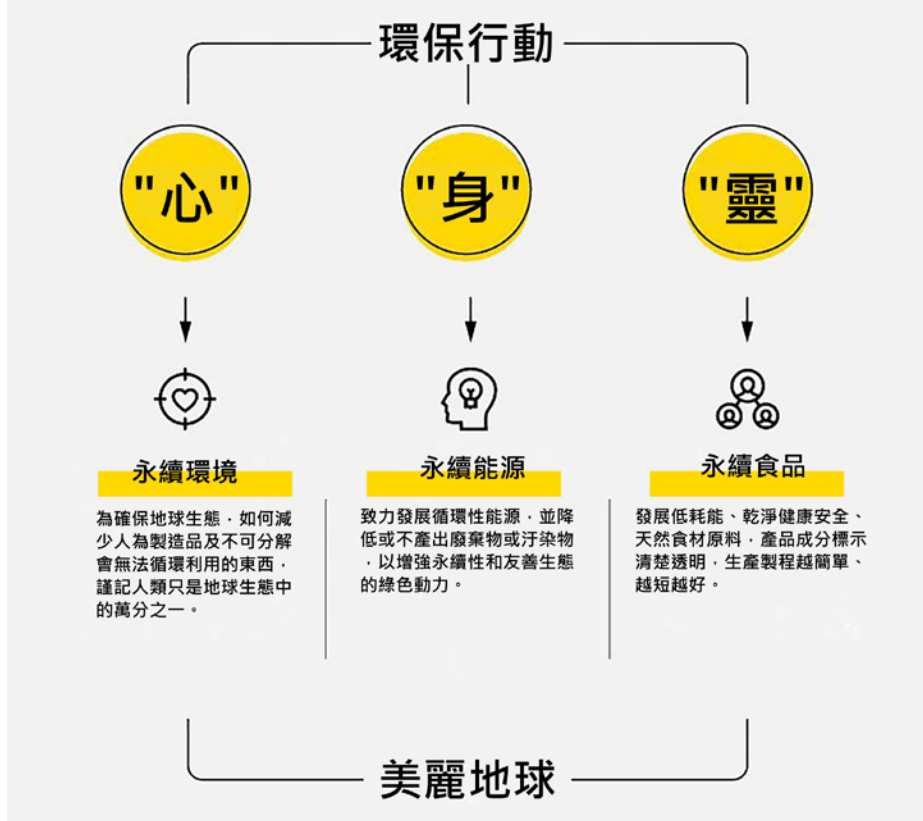 環保行動
"心"
"身"
"靈"
永續環境
為確保地球生態，如何減
少人為製造品及不可分解
會無法循環利用的東西，
謹記人類只是地球生態中
的萬分之一。
永續能源
致力發展循環性能源，並降
低或不產出廢棄物或汙染物
，以增強永續性和友善生態
的綠色動力。
永續食品
發展低耗能、乾淨健康安全、
天然食材原料，產品成分標示
清楚透明，生產製程越簡單、
越短越好。
美麗地球